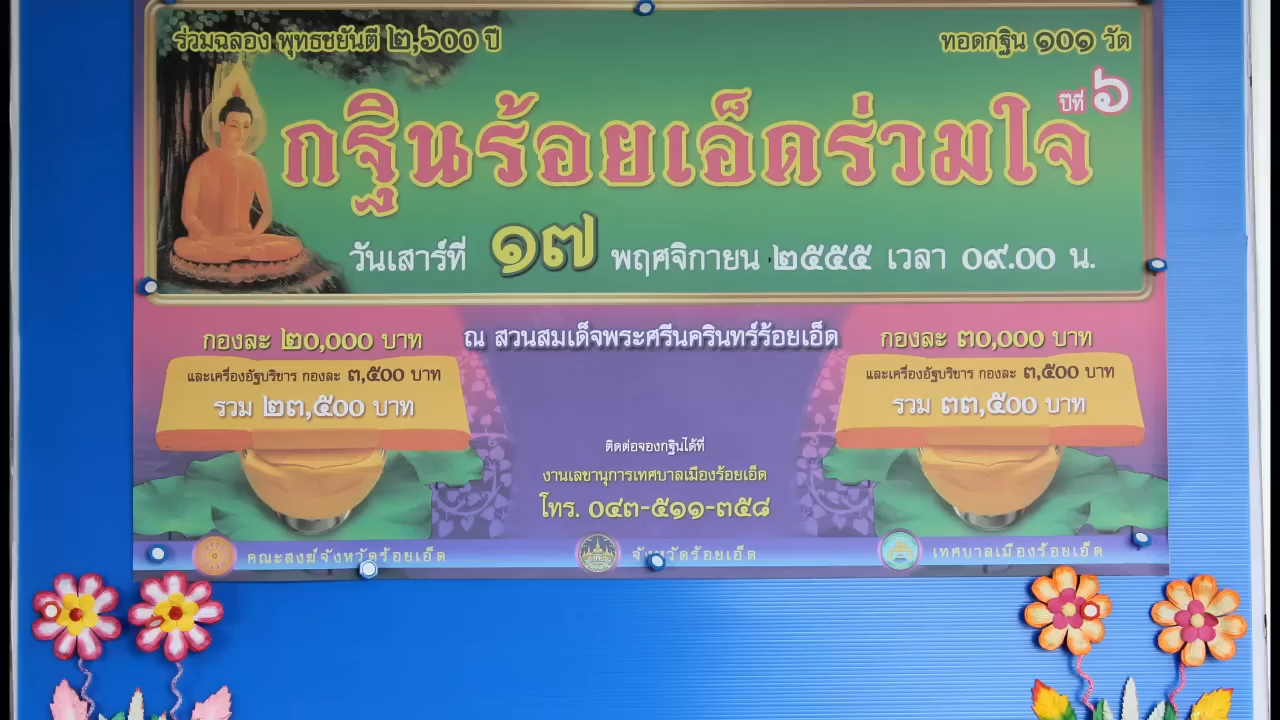 ร่วมฉลอง พุทธชยันตี ๒,๖๐๐ ปี
ทอดกฐิน ๑๐๑ วัด
ปีที่ ๖
กฐินร้อยเอ็ดร่วมใจ
วันเสาร์ที่ ๑๗ พฤศจิกายน ๒๕๕๕ เวลา ๐๙.๐๐ น.
ณ สวนสมเด็จพระศรีนครินทร์ร้อยเอ็ด
กองละ ๒๐,๐๐๐ บาท
และเครื่องอัฐบริขาร กองละ ๓,๕๐๐ บาท
รวม ๒๓,๕๐๐ บาท
กองละ ๓๐,๐๐๐ บาท
และเครื่องอัฐบริขาร กองละ ๓,๕๐๐ บาท
รวม ๓๓,๕๐๐ บาท
ติดต่อจองกฐินได้ที่
งานเลขานุการเทศบาลเมืองร้อยเอ็ด
โทร. ๐๔๓-๕๑๑-๓๕๘
คณะสงฆ์จังหวัดร้อยเอ็ด
จังหวัดร้อยเอ็ด
เทศบาลเมืองร้อยเอ็ด